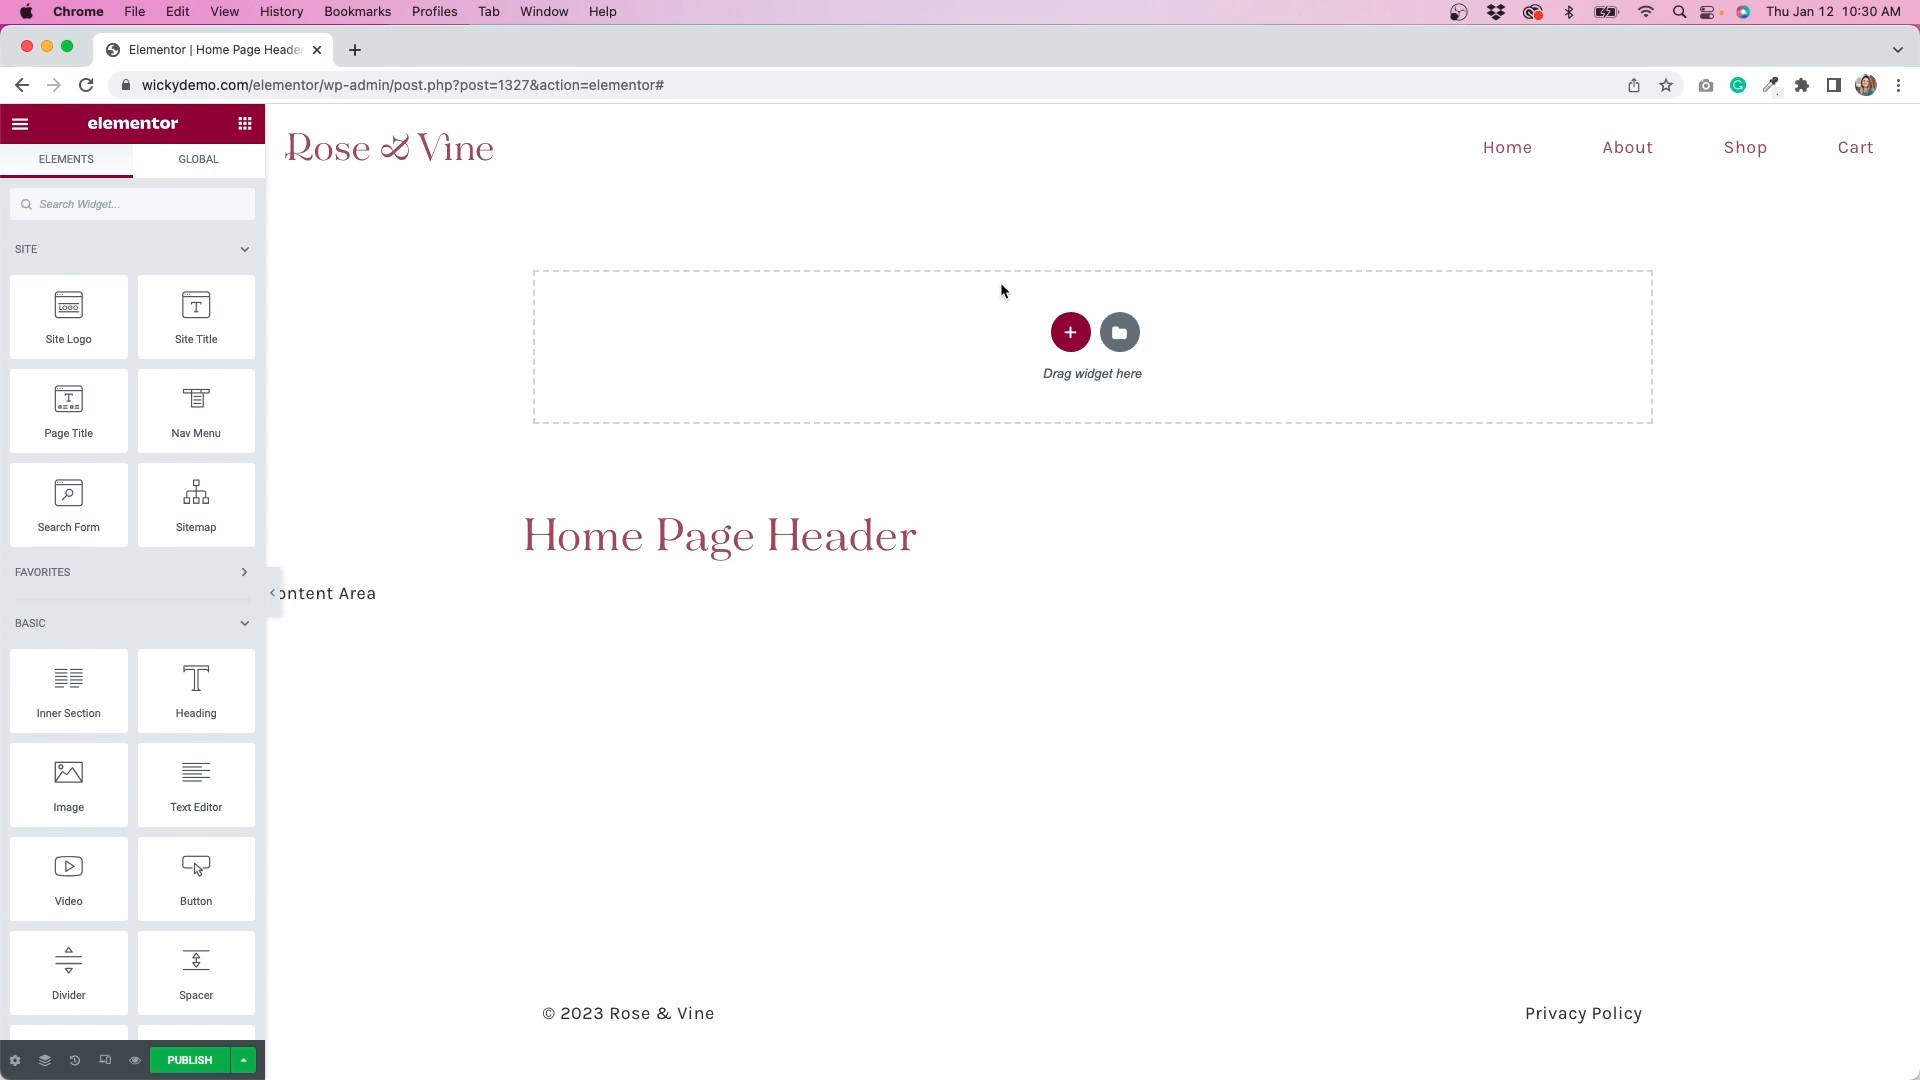 Chrome File Edit View History Bookmarks Profiles Tab Window Help Thu Jan 12 10:30 AM
Elementor | Home Page Header
wickydemo.com/elementor/wp-admin/post.php?post=1327&action=elementor#
elementor
ELEMENTS GLOBAL
Search Widget...
SITE
LOGO
Site Logo Site Title
Page Title Nav Menu
Search Form Sitemap
FAVORITES
BASIC
Inner Section Heading
Image Text Editor
Video Button
Divider Spacer
PUBLISH
Rose & Vine Home About Shop Cart
Drag widget here
Home Page Header
ontent Area
© 2023 Rose & Vine Privacy Policy